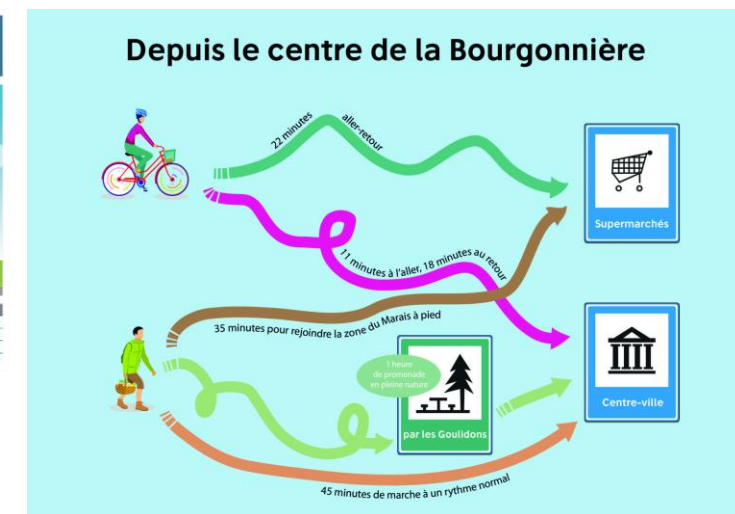 Depuis le centre de la Bourgonnière
22 minutes
aller-retour
Supermarchés
11 minutes à l'aller, 18 minutes au retour
35 minutes pour rejoindre la zone du Marais à pied
1 heure
de promenade
en pleine nature
par les Goulidons
Centre-ville
45 minutes de marche à un rythme normal